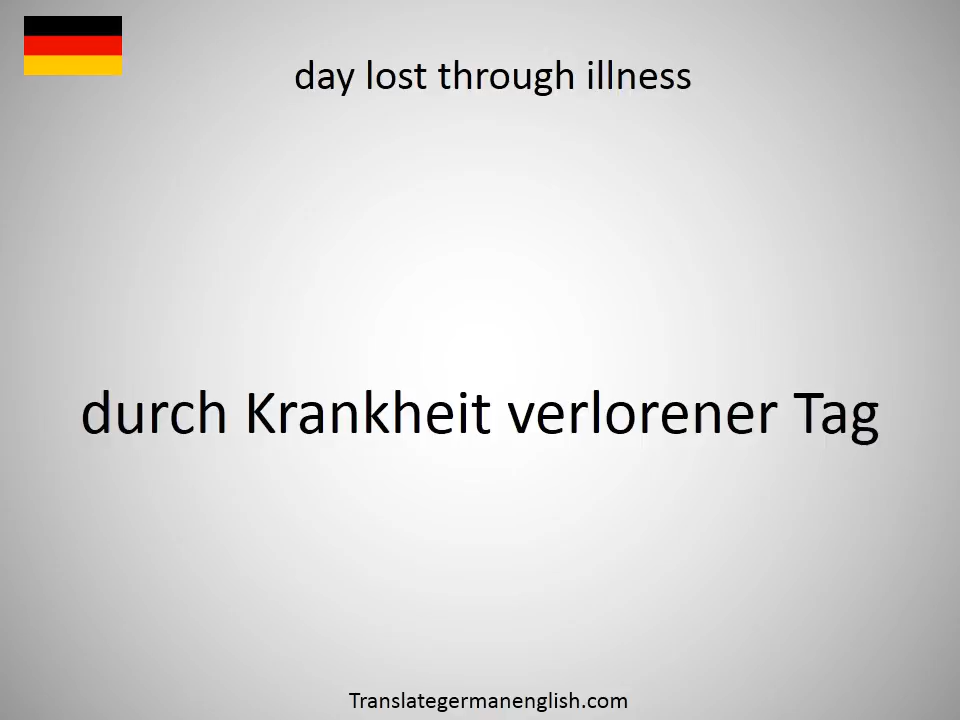 day lost through illness
durch Krankheit verlorener Tag
Translategermanenglish.com